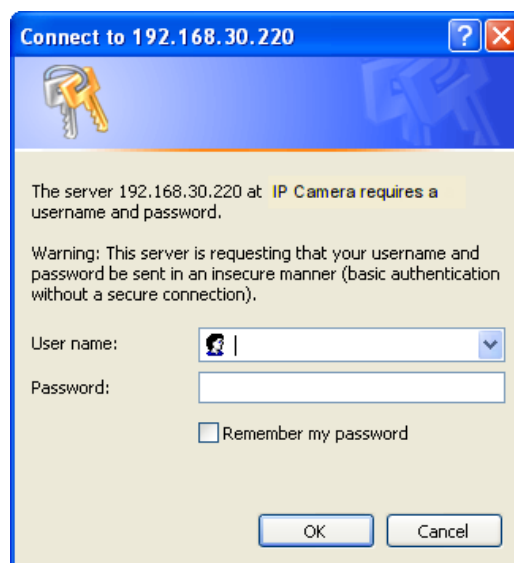 Connect to 192.168.30.220
?
The server 192.168.30.220 at IP Camera requires a
username and password.
Warning: This server is requesting that your username and
password be sent in an insecure manner (basic authentication
without a secure connection).
User name:
Password:
Remember my password
OK Cancel